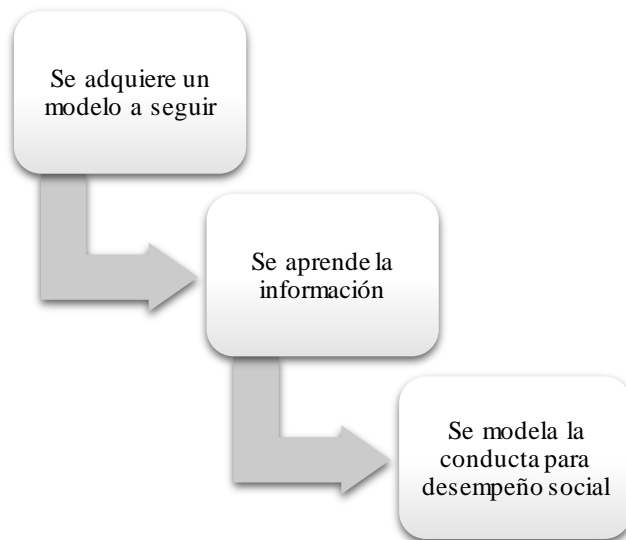 Se adquiere un
modelo a seguir
Se aprende la
información
Se modela la
conducta para
desempeño social